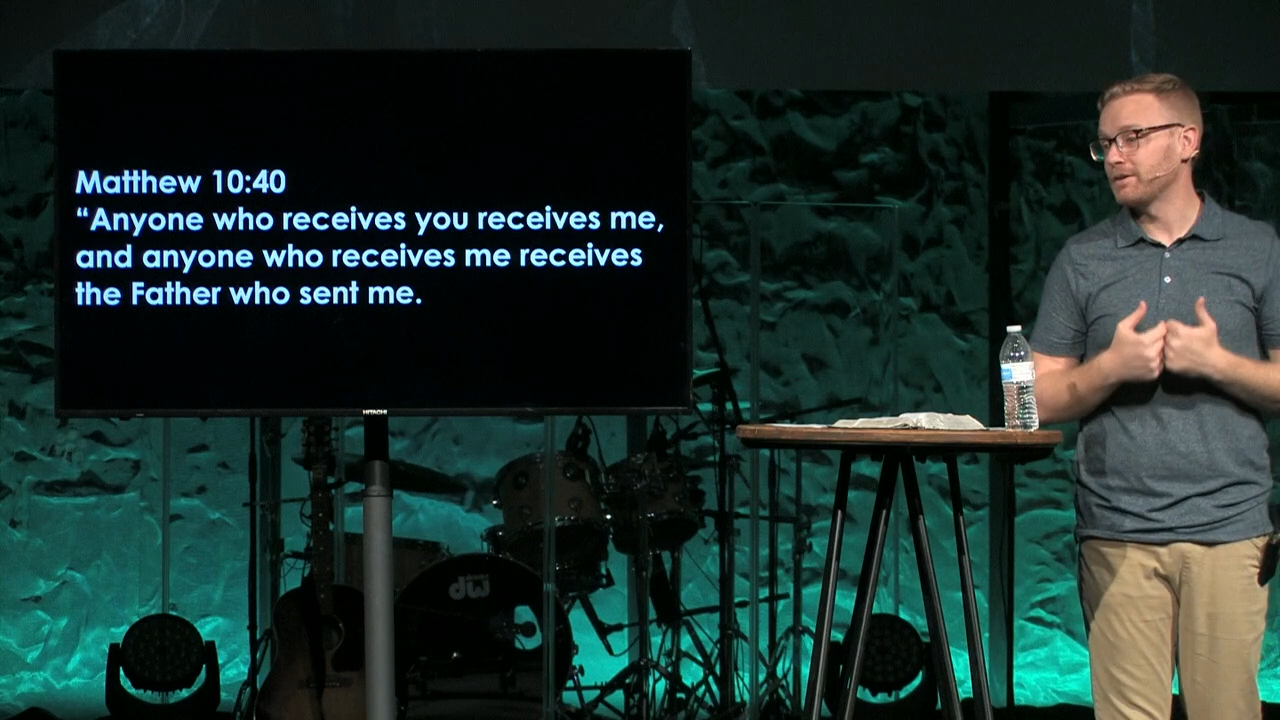 Matthew 10:40
“Anyone who receives you receives me,
and anyone who receives me receives
the Father who sent me.
HITACHI
dw